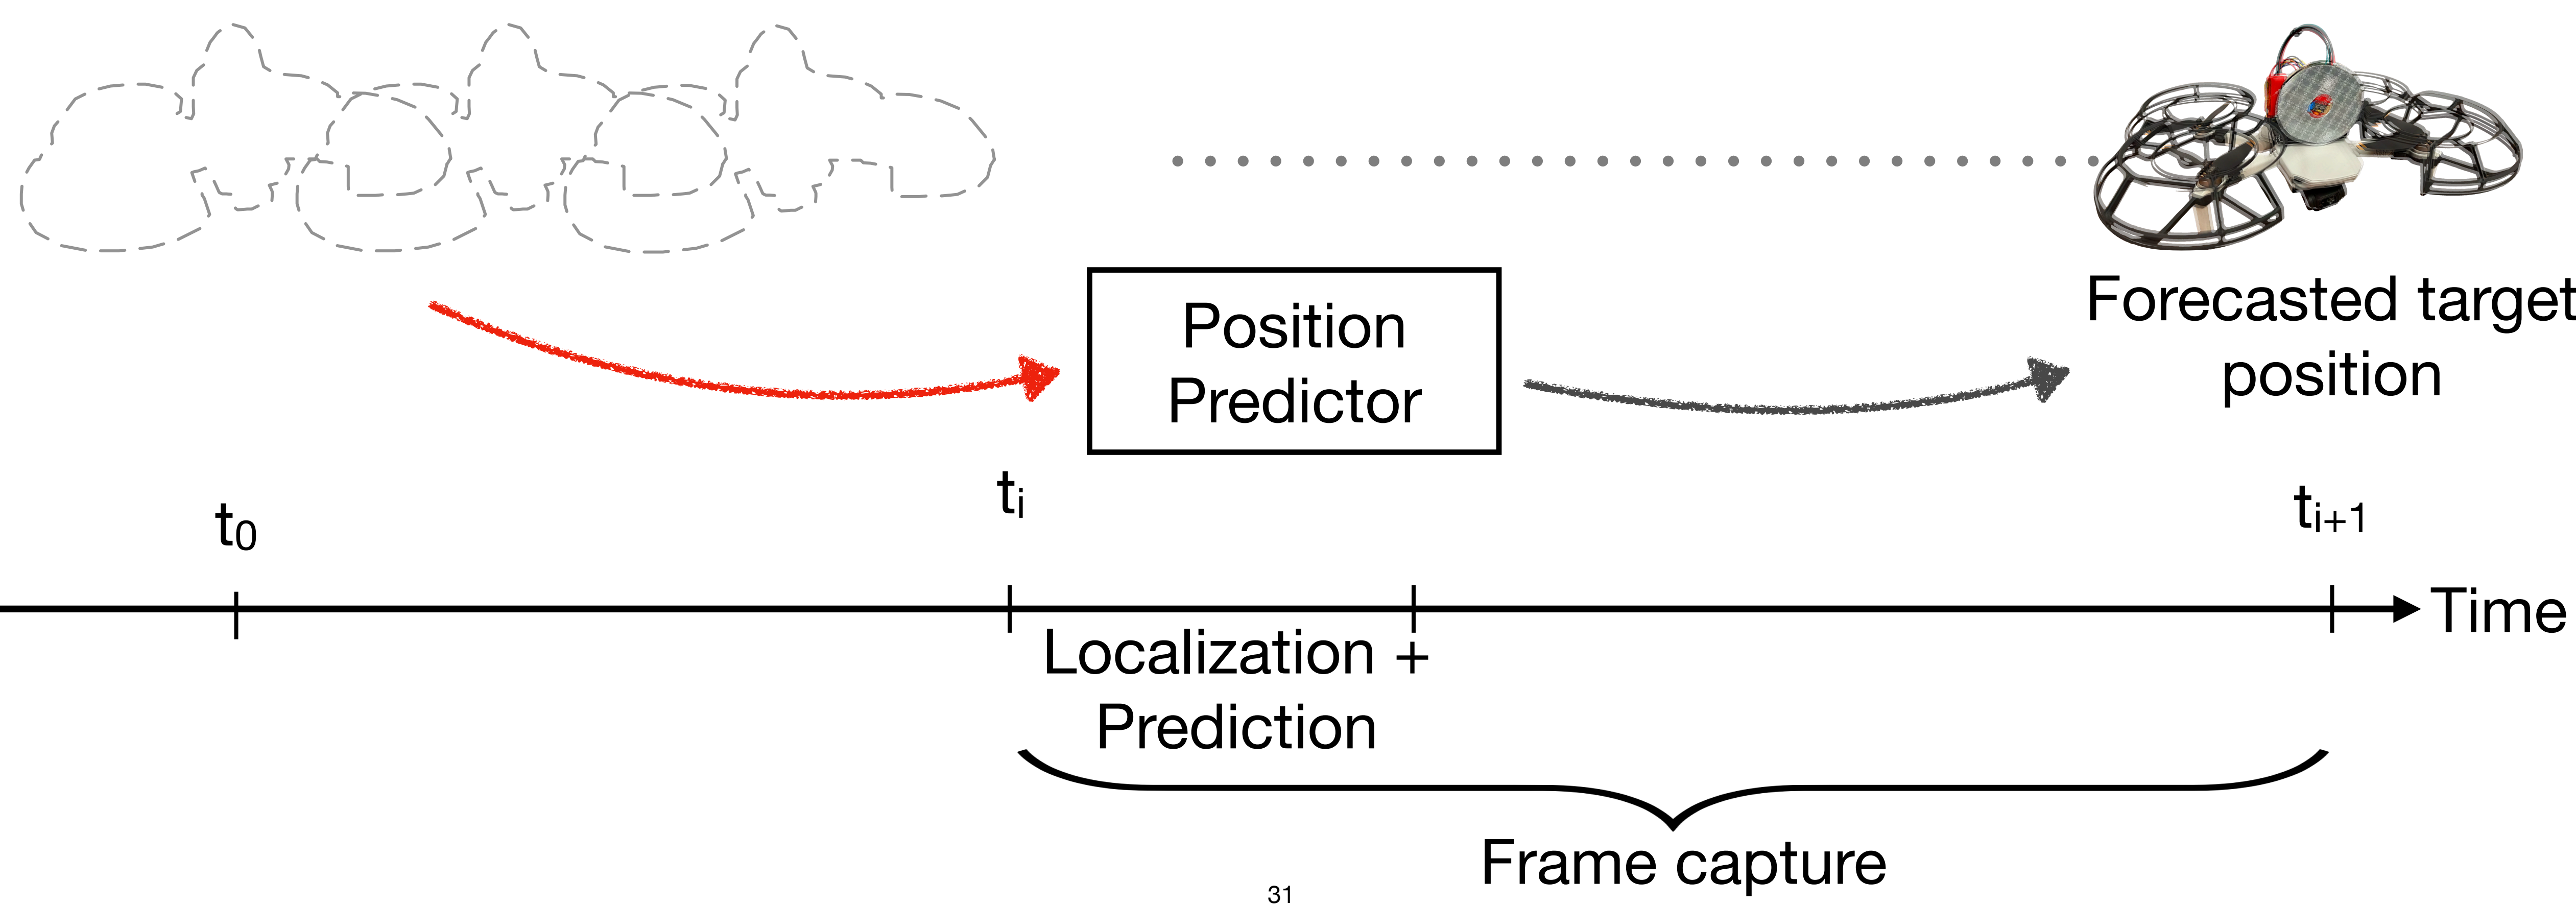 Position
Predictor
Forecasted target
position
t₀
tᵢ
tᵢ₊₁
Time
Localization +
Prediction
Frame capture
31